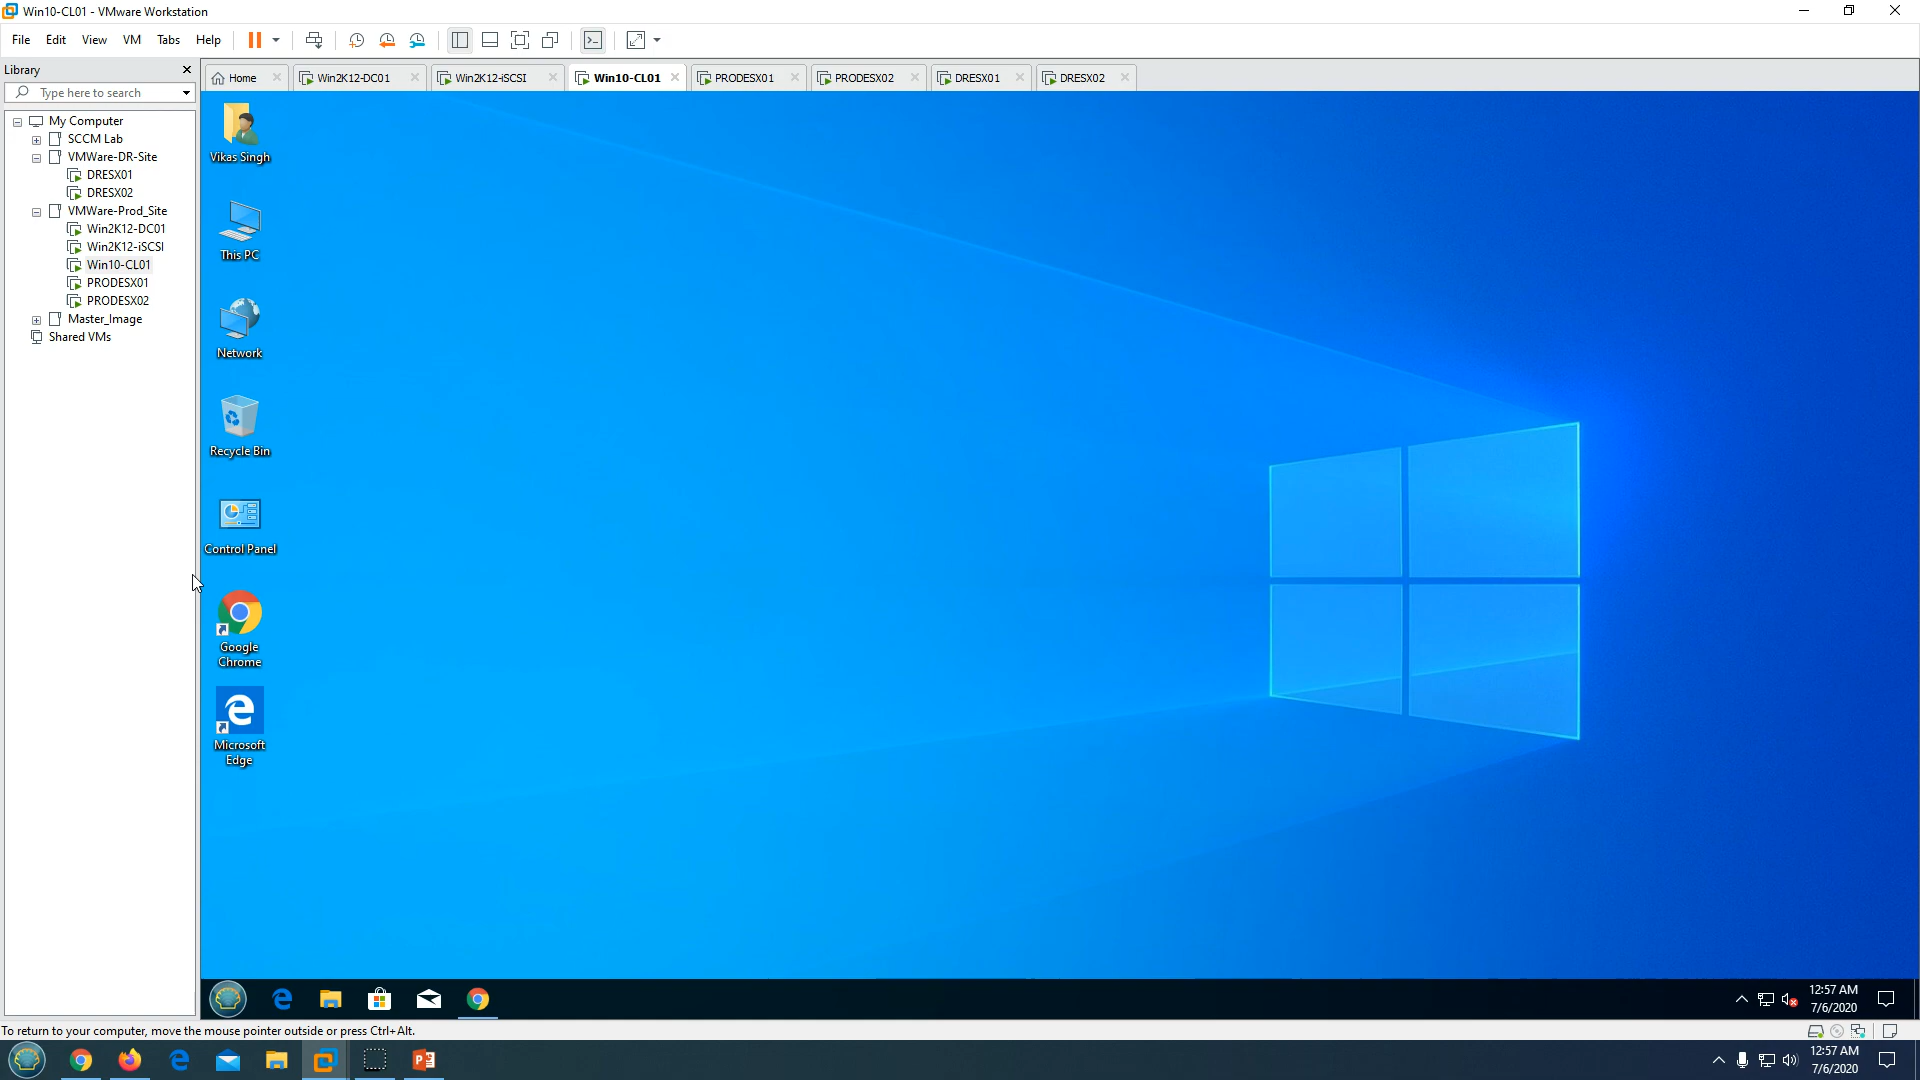 Win10-CL01 - VMware Workstation
File Edit View VM Tabs Help
Library
Type here to search
My Computer
SCCM Lab
VMWare-DR-Site
DRESX01
DRESX02
VMWare-Prod_Site
Win2K12-DC01
Win2K12-iSCSI
Win10-CL01
PRODESX01
PRODESX02
Master_Image
Shared VMs
Home Win2K12-DC01 Win2K12-iSCSI Win10-CL01 PRODESX01 PRODESX02 DRESX01 DRESX02
Vikas Singh
This PC
Network
Recycle Bin
Control Panel
Google
Chrome
Microsoft
Edge
12:57 AM
7/6/2020
To return to your computer, move the mouse pointer outside or press Ctrl+Alt.
12:57 AM
7/6/2020